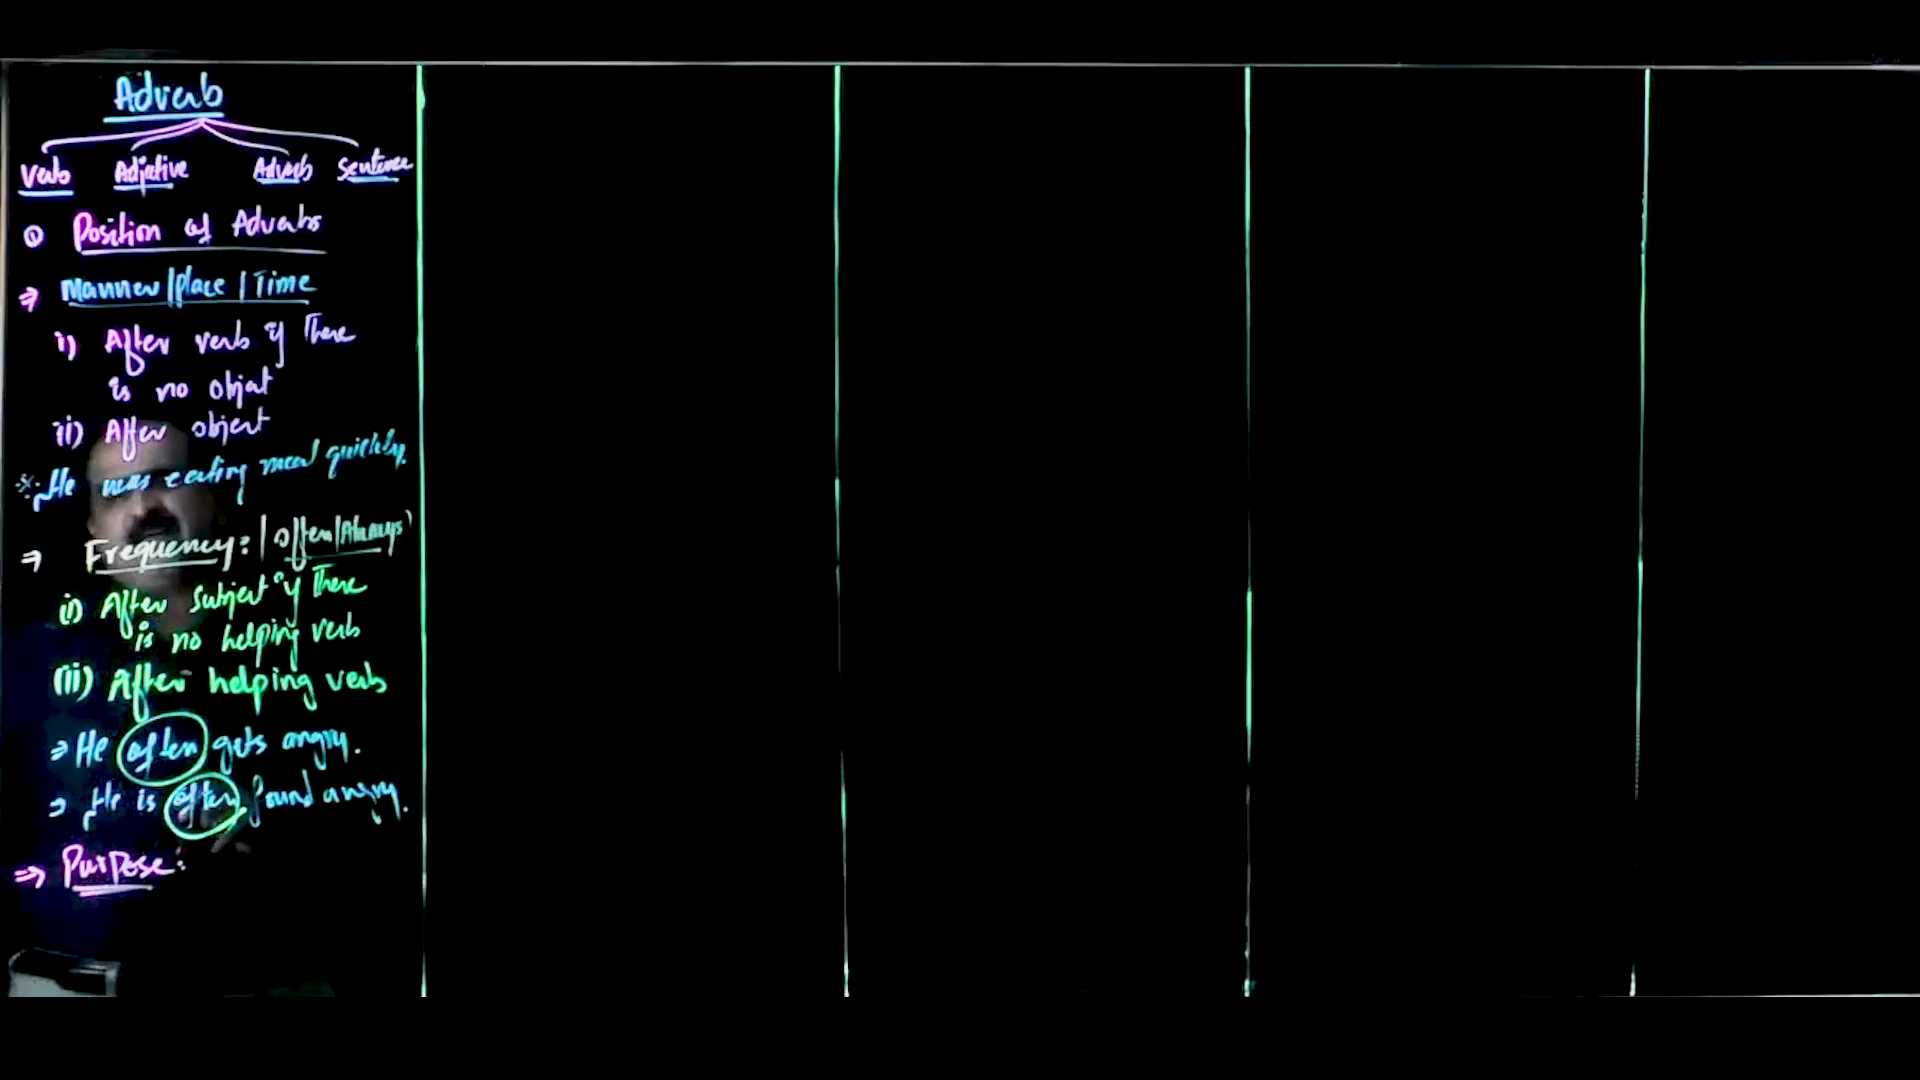 Adverb
Verb Adjective Adverb Sentence
① Position of Adverbs
⇒ Manner/Place/Time
i) After verb if There
is no object
ii) After object
※ He was eating meal quickly.
⇒ Frequency: (Often/Always)
(i) After Subject if There
is no helping verb
(ii) After helping verb
⇒ He often gets angry.
⇒ He is often found angry.
⇒ Purpose: